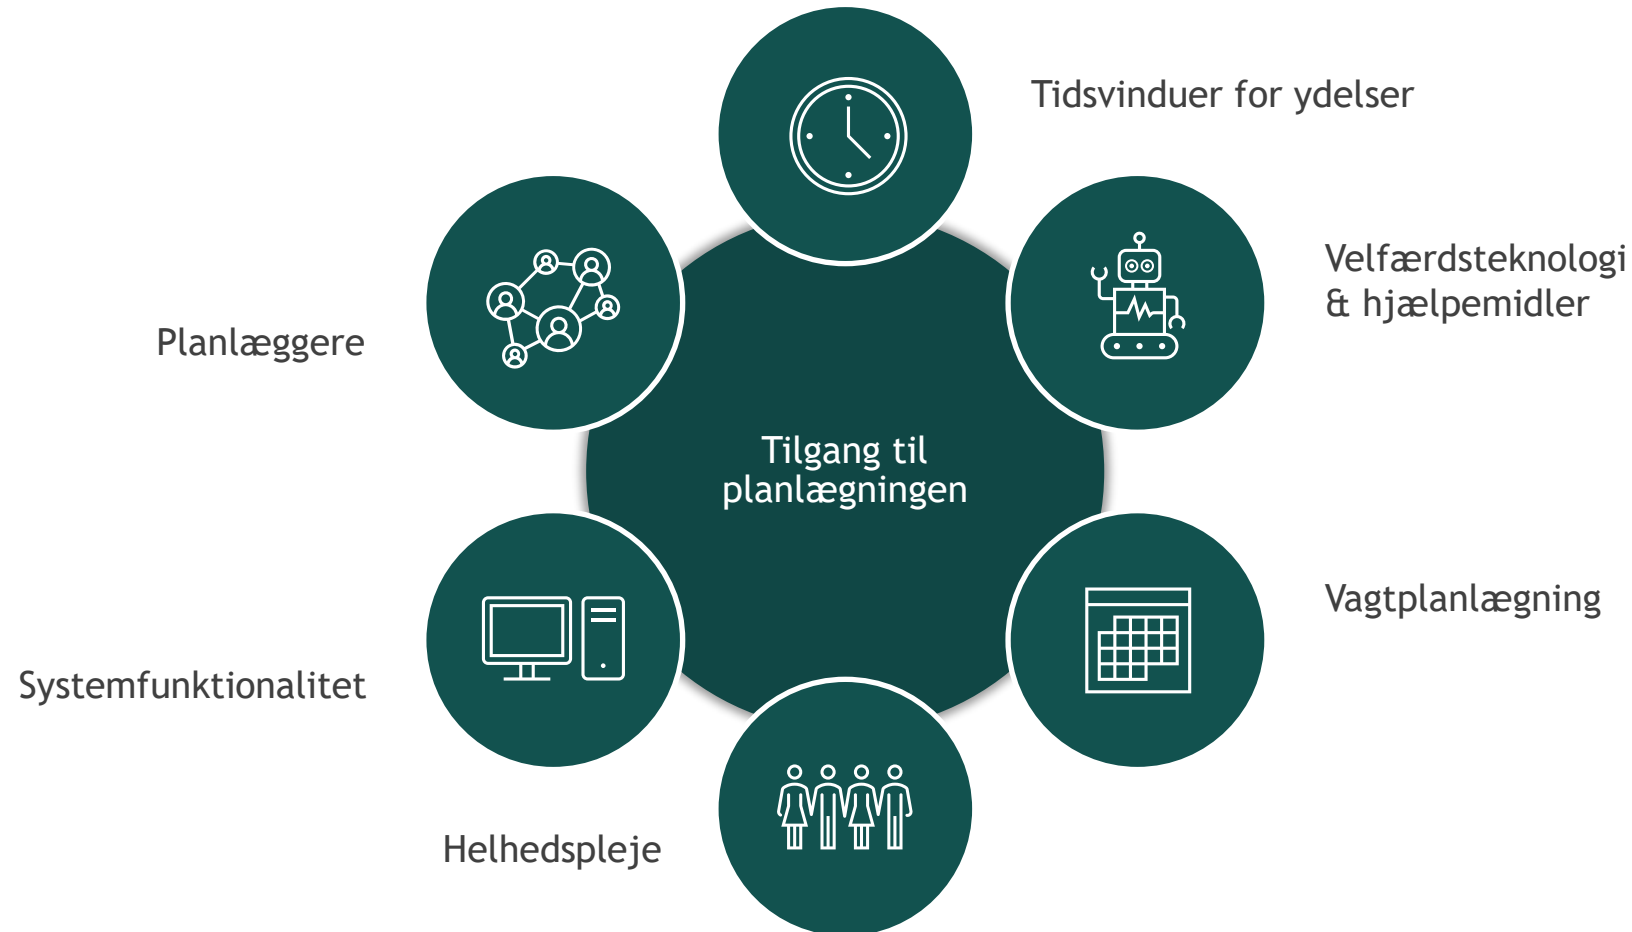 Tidsvinduer for ydelser
Velfærdsteknologi
& hjælpemidler
Planlæggere
Tilgang til
planlægningen
Vagtplanlægning
Systemfunktionalitet
Helhedspleje